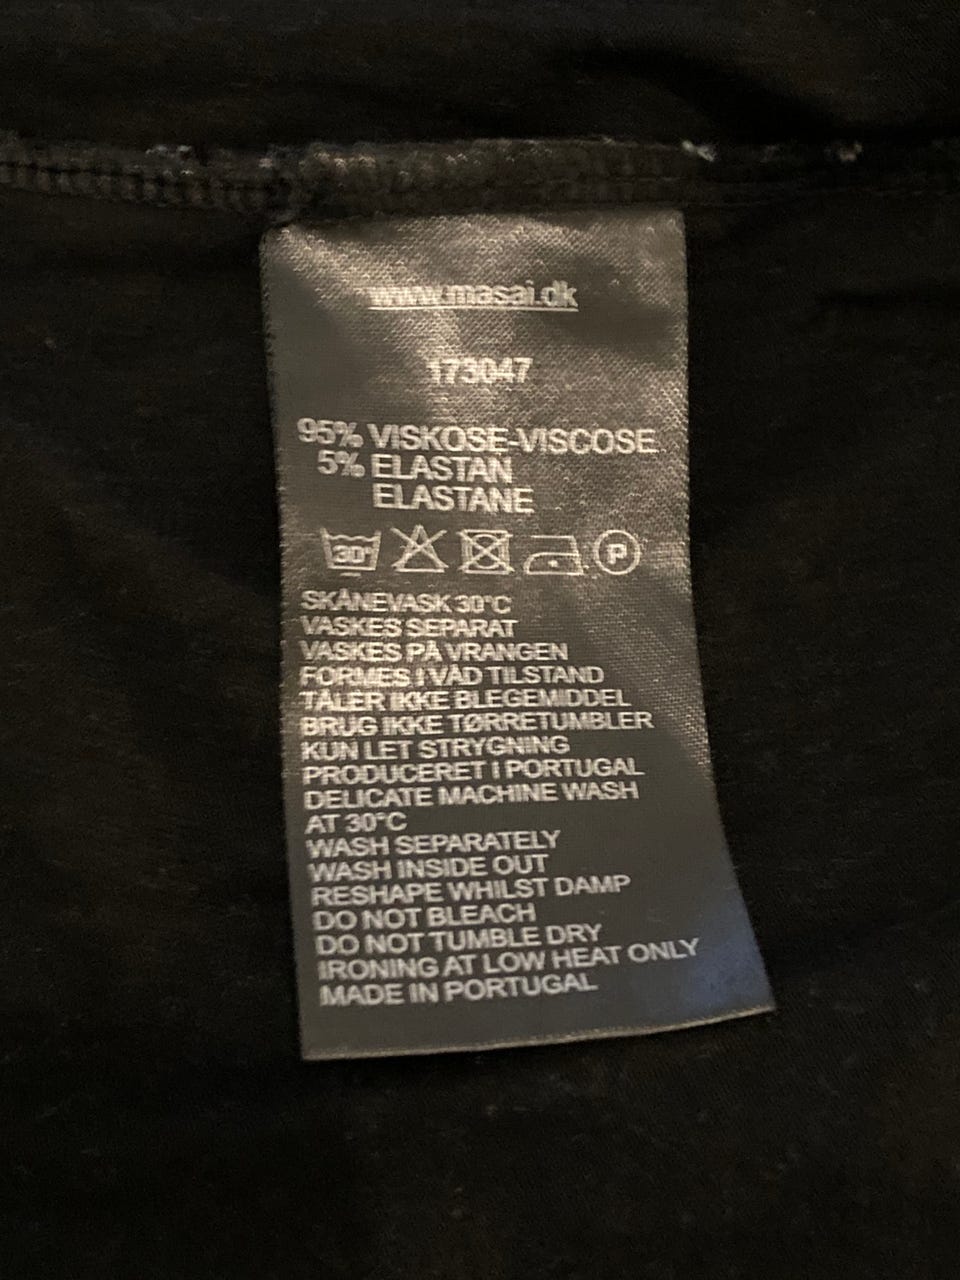 www.masai.dk
173047
95% VISKOSE-VISCOSE
5% ELASTAN
ELASTANE
30° P
SKÅNEVASK 30°C
VASKES SEPARAT
VASKES PÅ VRANGEN
FORMES I VÅD TILSTAND
TÅLER IKKE BLEGEMIDDEL
BRUG IKKE TØRRETUMBLER
KUN LET STRYGNING
PRODUCERET I PORTUGAL
DELICATE MACHINE WASH
AT 30°C
WASH SEPARATELY
WASH INSIDE OUT
RESHAPE WHILST DAMP
DO NOT BLEACH
DO NOT TUMBLE DRY
IRONING AT LOW HEAT ONLY
MADE IN PORTUGAL